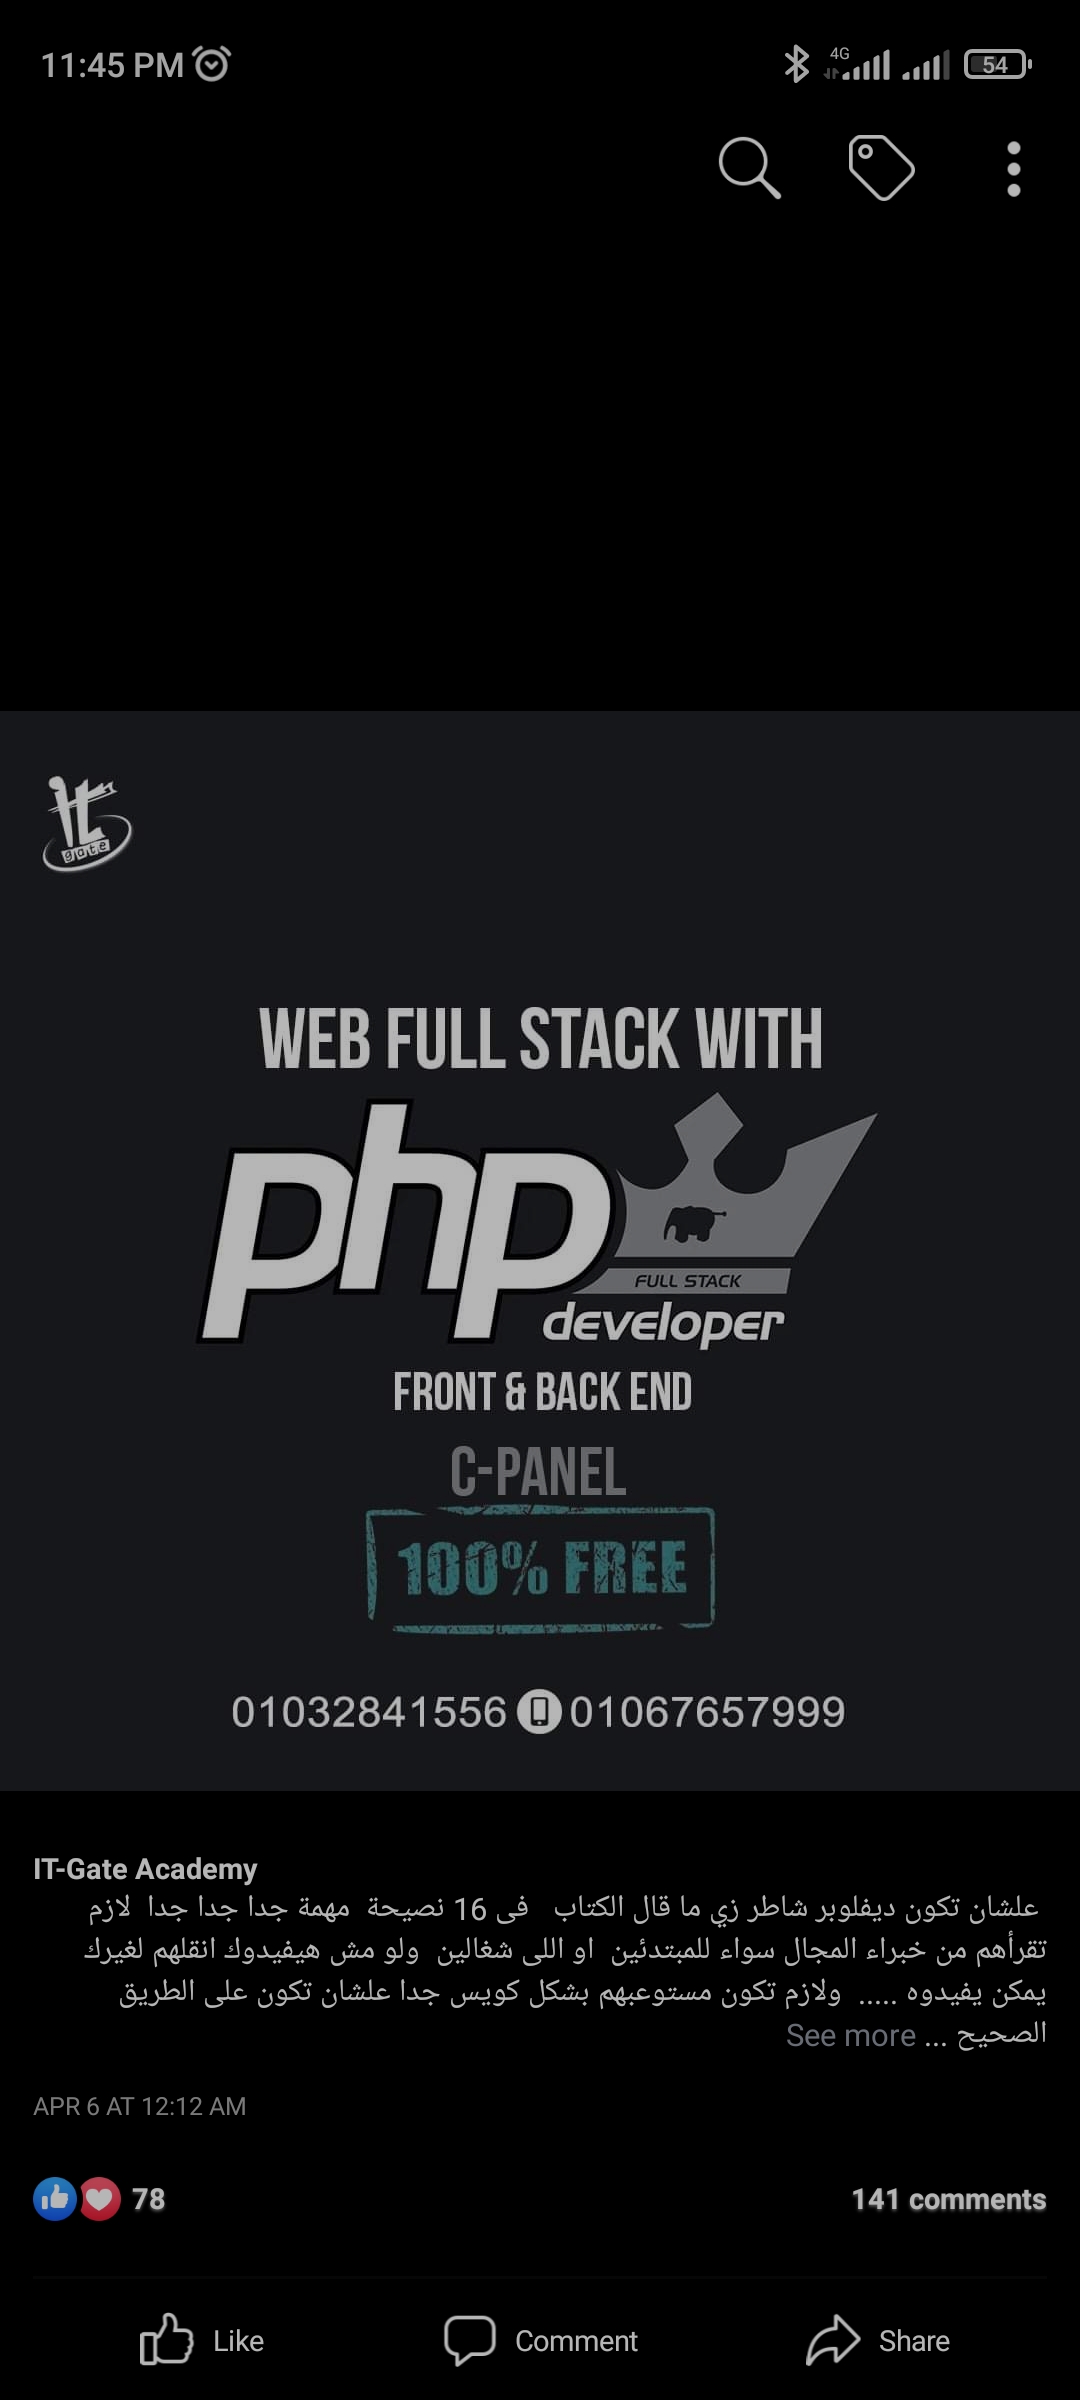 11:45 PM
4G
54
it
gate
WEB FULL STACK WITH
php
FULL STACK
developer
FRONT & BACK END
C-PANEL
100% FREE
01032841556 01067657999
IT-Gate Academy
علشان تكون ديفلوبر شاطر زي ما قال الكتاب فى 16 نصيحة مهمة جدا جدا جدا لازم
تقرأهم من خبراء المجال سواء للمبتدئين او اللى شغالين ولو مش هيفيدوك انقلهم لغيرك
يمكن يفيدوه ..... ولازم تكون مستوعبهم بشكل كويس جدا علشان تكون على الطريق
الصحيح ... See more
APR 6 AT 12:12 AM
78
141 comments
Like
Comment
Share